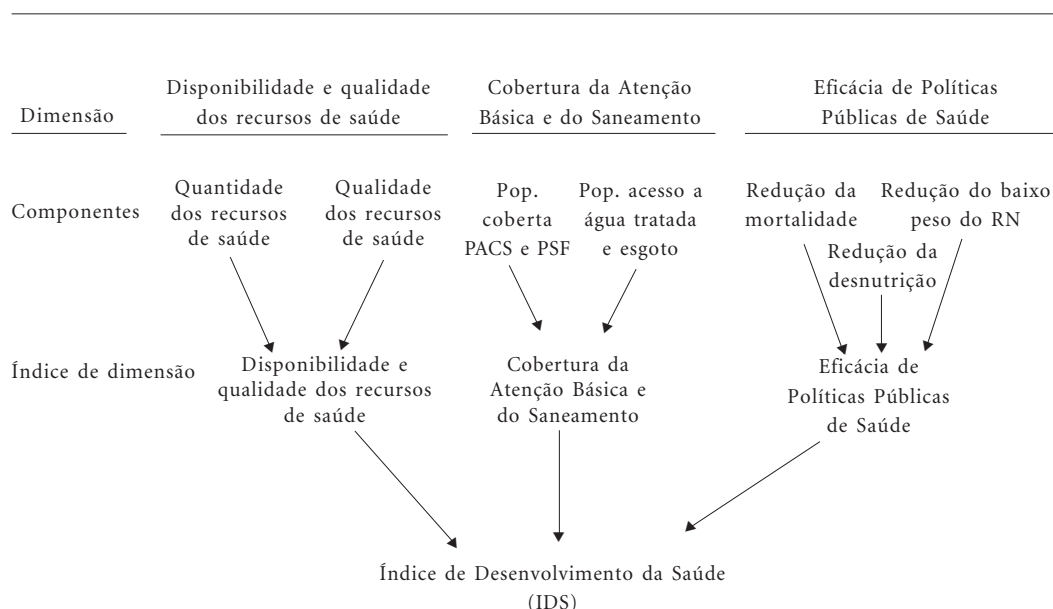 Dimensão
Disponibilidade e qualidade
dos recursos de saúde
Cobertura da Atenção
Básica e do Saneamento
Eficácia de Políticas
Públicas de Saúde
Componentes
Quantidade
dos recursos
de saúde
Qualidade
dos recursos
de saúde
Pop.
coberta
PACS e PSF
Pop. acesso a
água tratada
e esgoto
Redução da
mortalidade
Redução da
desnutrição
Redução do baixo
peso do RN
Índice de dimensão
Disponibilidade e
qualidade dos recursos
de saúde
Cobertura da
Atenção Básica e
do Saneamento
Eficácia de
Políticas Públicas
de Saúde
Índice de Desenvolvimento da Saúde
(IDS)